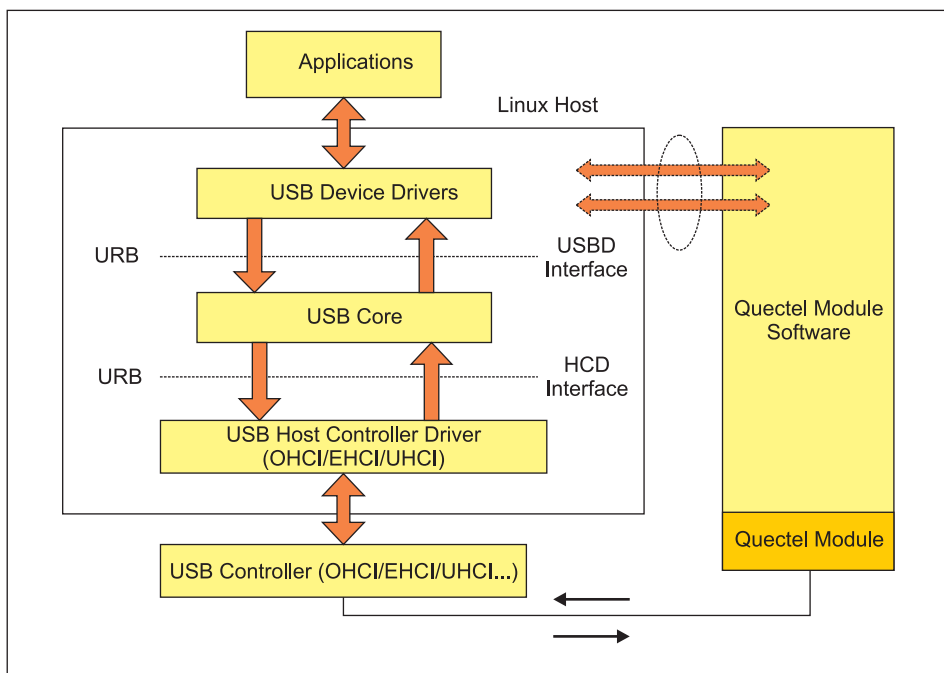 Applications
Linux Host
USB Device Drivers
URB
USBD
Interface
USB Core
Quectel Module
Software
URB
HCD
Interface
USB Host Controller Driver
(OHCI/EHCI/UHCI)
Quectel Module
USB Controller (OHCI/EHCI/UHCI...)